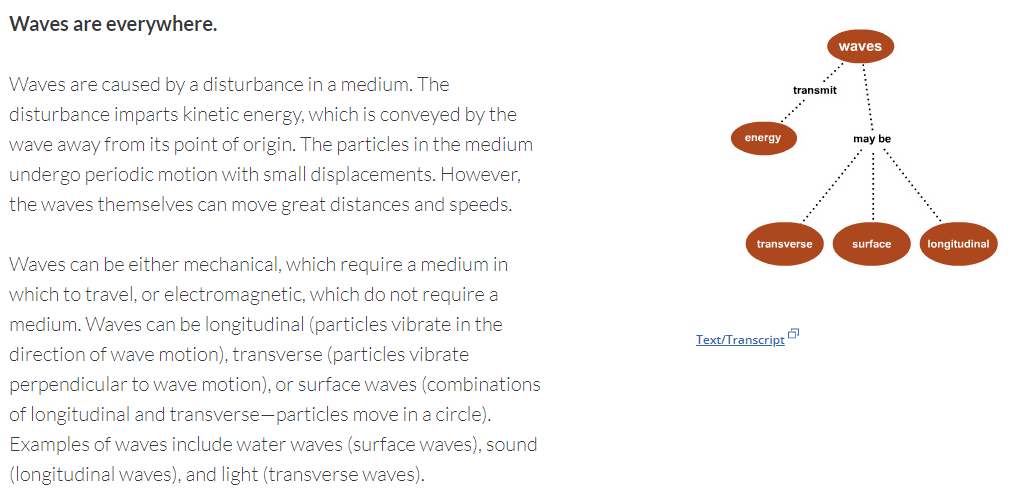 Waves are everywhere.
Waves are caused by a disturbance in a medium. The
disturbance imparts kinetic energy, which is conveyed by the
wave away from its point of origin. The particles in the medium
undergo periodic motion with small displacements. However,
the waves themselves can move great distances and speeds.
Waves can be either mechanical, which require a medium in
which to travel, or electromagnetic, which do not require a
medium. Waves can be longitudinal (particles vibrate in the
direction of wave motion), transverse (particles vibrate
perpendicular to wave motion), or surface waves (combinations
of longitudinal and transverse—particles move in a circle).
Examples of waves include water waves (surface waves), sound
(longitudinal waves), and light (transverse waves).
waves
transmit
energy
may be
transverse surface longitudinal
Text/Transcript